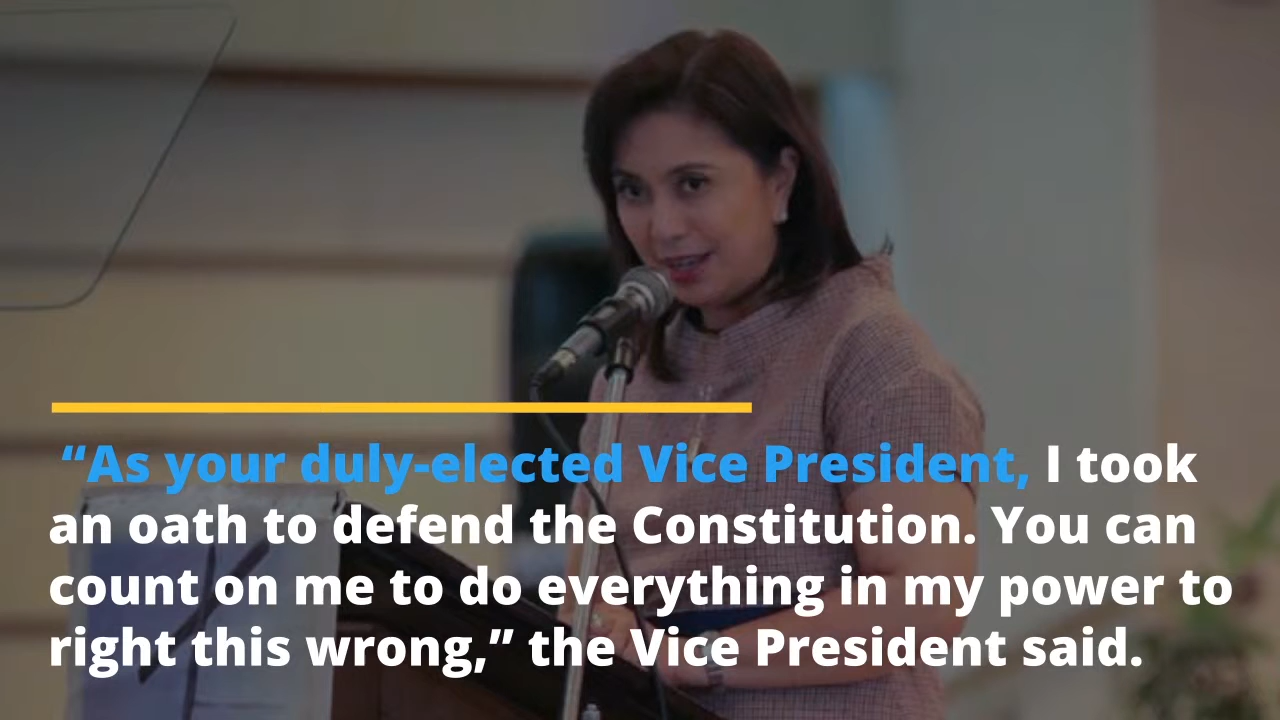 “As your duly-elected Vice President, I took
an oath to defend the Constitution. You can
count on me to do everything in my power to
right this wrong,” the Vice President said.